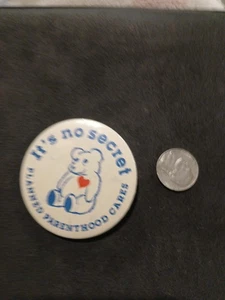 It's no secret
PLANNED PARENTHOOD CARES